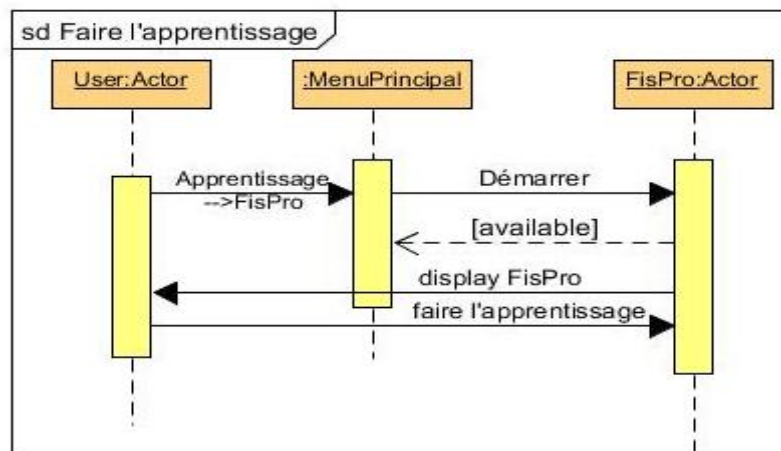 sd Faire l'apprentissage
User:Actor
:MenuPrincipal
FisPro:Actor
Apprentissage
-->FisPro
Démarrer
[available]
display FisPro
faire l'apprentissage